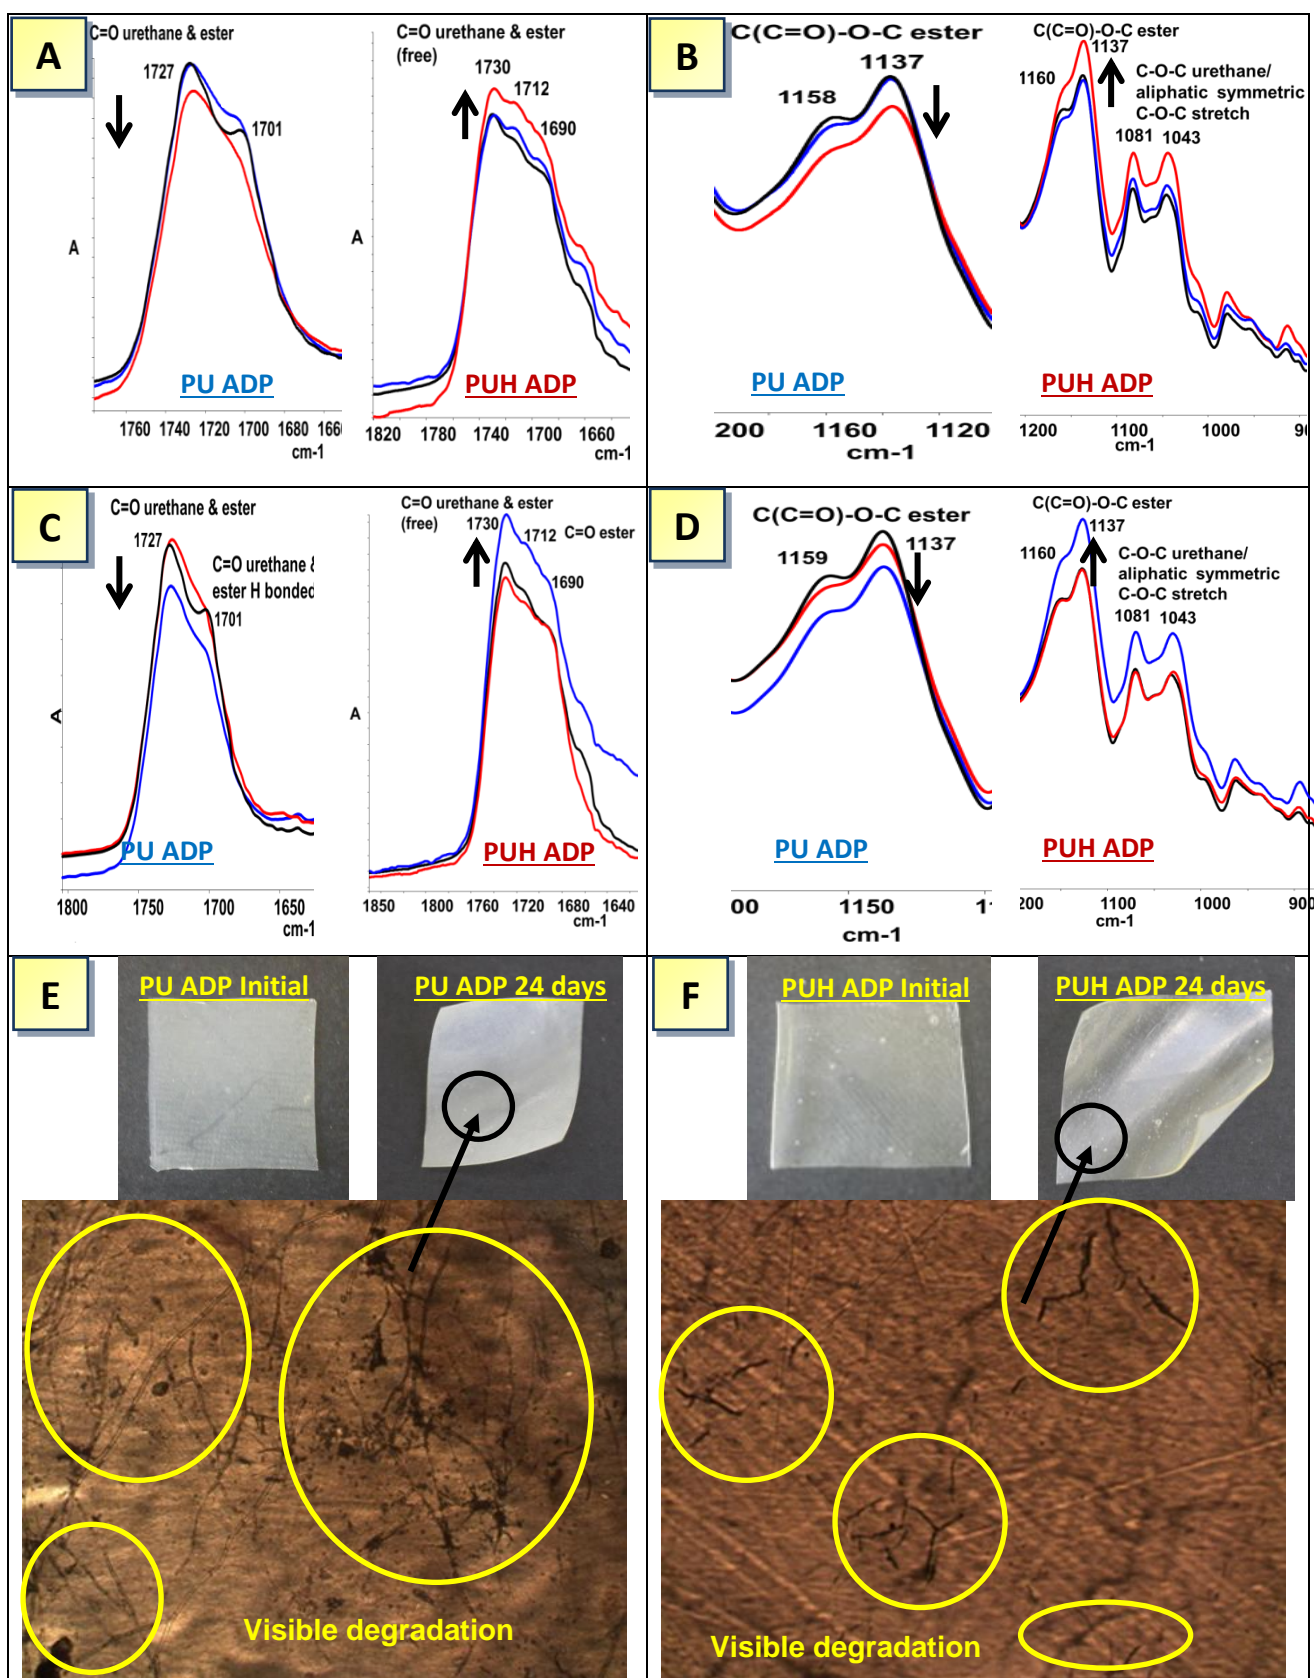 A
C=O urethane & ester
1727
1701
A
PU ADP
1760 1740 1720 1700 1680 166
cm-1
C=O urethane & ester
(free)
1730
1712
1690
A
PUH ADP
1820 1780 1740 1700 1660
cm-1
B
C(C=O)-O-C ester
1137
1158
PU ADP
200 1160 1120
cm-1
C(C=O)-O-C ester
1137
1160
C-O-C urethane/
aliphatic symmetric
C-O-C stretch
1081 1043
PUH ADP
1200 1100 1000 90
cm-1
C
C=O urethane & ester
1727
C=O urethane &
ester H bonded
1701
A
PU ADP
1800 1750 1700 1650
cm-1
C=O urethane & ester
(free)
1730
1712 C=O ester
1690
A
PUH ADP
1850 1800 1760 1720 1680 1640
cm-1
D
C(C=O)-O-C ester
1137
1159
PU ADP
00 1150 1
cm-1
C(C=O)-O-C ester
1137
1160
C-O-C urethane/
aliphatic symmetric
C-O-C stretch
1081 1043
PUH ADP
200 1100 1000 900
cm-1
E
PU ADP Initial
PU ADP 24 days
Visible degradation
F
PUH ADP Initial
PUH ADP 24 days
Visible degradation